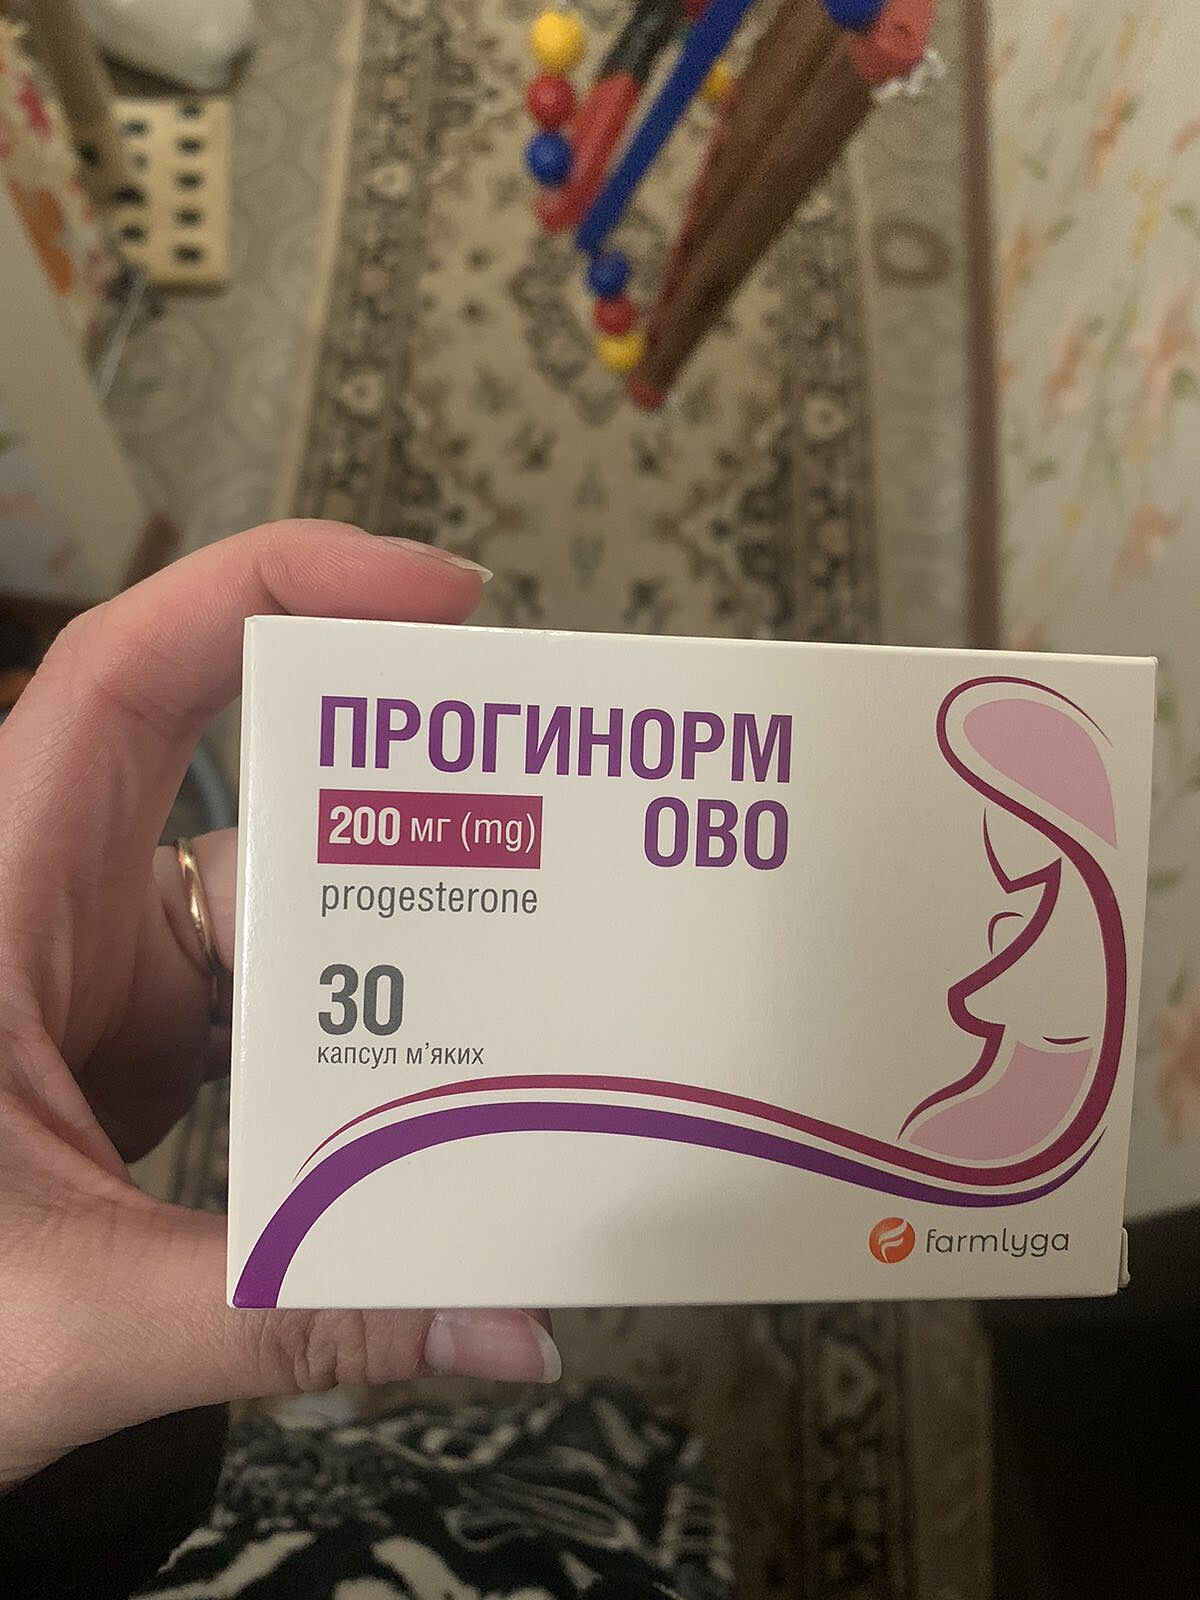 ПРОГИНОРМ
ОВО
200 мг (mg)
progesterone
30
капсул м'яких
farmlyga